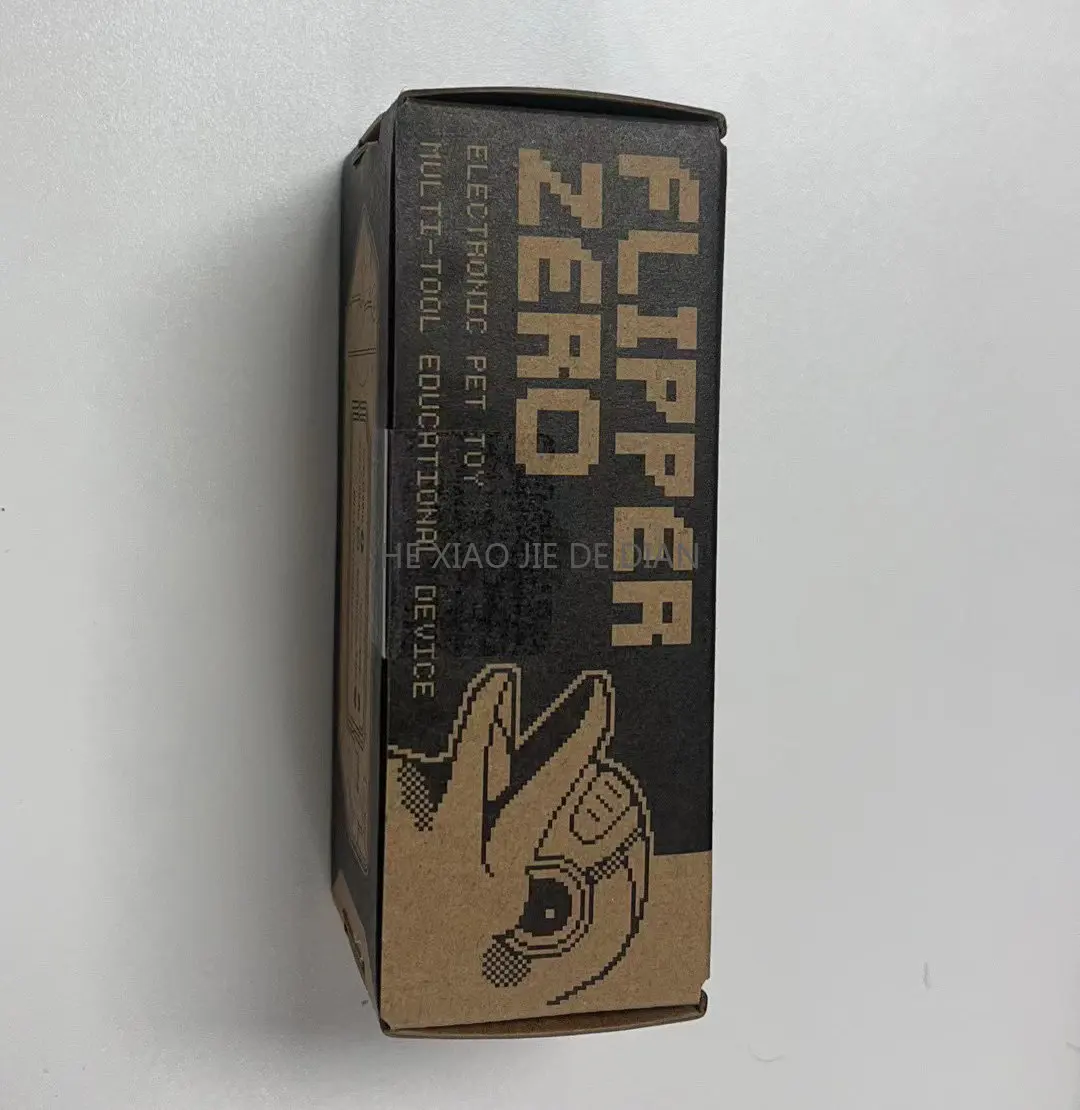 FLIPPER
ZERO
ELECTRONIC PET TOY
MULTI-TOOL EDUCATIONAL DEVICE
HE XIAO JIE DE DIAN